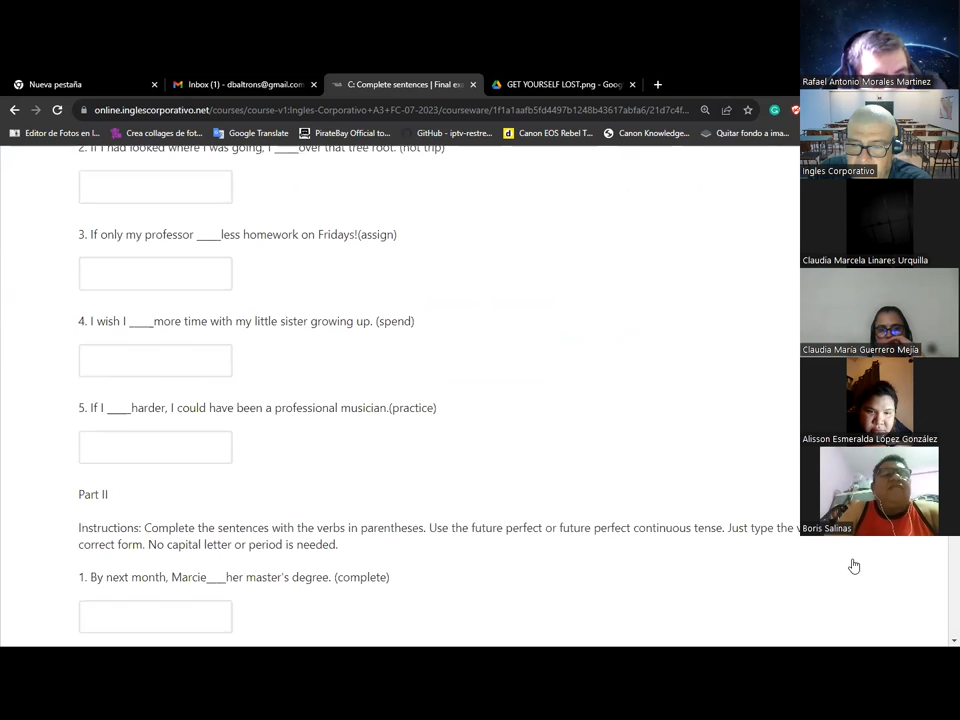 Nueva pestaña
Inbox (1) - dbaltrons@gmail.com
C: Complete sentences | Final exa
GET YOURSELF LOST.png - Goog
online.inglescorporativo.net/courses/course-v1:Ingles-Corporativo+A3+FC-07-2023/courseware/1f1a1aafb5fd4497b1248b43617abfa6/21d7c4f...
Editor de Fotos en l...
Crea collages de fot...
Google Translate
PirateBay Official to...
GitHub - iptv-restre...
Canon EOS Rebel T...
Canon Knowledge...
Quitar fondo a ima...
2. If I had looked where I was going, I ____over that tree root. (not trip)
3. If only my professor ____less homework on Fridays!(assign)
4. I wish I ____more time with my little sister growing up. (spend)
5. If I ____harder, I could have been a professional musician.(practice)
Part II
Instructions: Complete the sentences with the verbs in parentheses. Use the future perfect or future perfect continuous tense. Just type the
correct form. No capital letter or period is needed.
1. By next month, Marcie____her master's degree. (complete)
Rafael Antonio Morales Martinez
Ingles Corporativo
Claudia Marcela Linares Urquilla
Claudia María Guerrero Mejía
Alisson Esmeralda López González
Boris Salinas